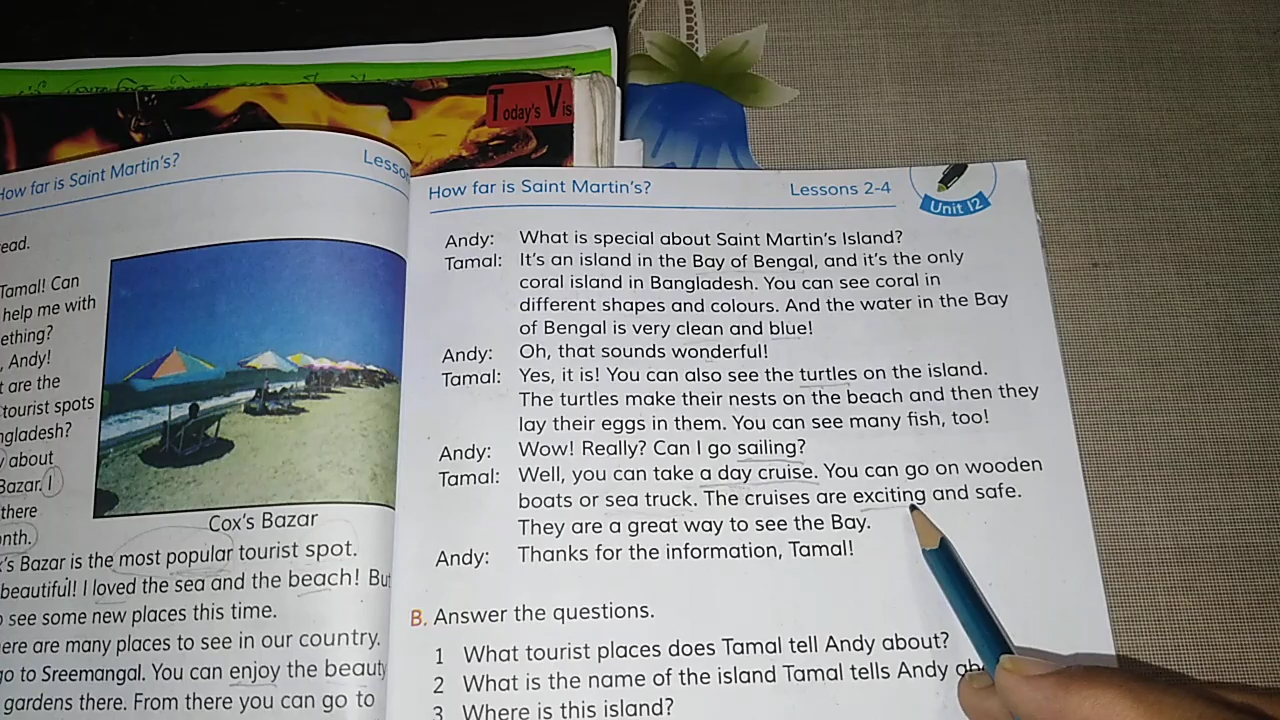 Today's Vis
How far is Saint Martin's?
Lesso
ead.
Tamal! Can
help me with
ething?
, Andy!
t are the
tourist spots
ngladesh?
about
Bazar. I
there
onth.
Cox's Bazar
's Bazar is the most popular tourist spot.
beautiful! I loved the sea and the beach! But
see some new places this time.
ere are many places to see in our country.
go to Sreemangal. You can enjoy the beauty
gardens there. From there you can go to
How far is Saint Martin's?
Lessons 2-4
Unit 12
Andy: What is special about Saint Martin's Island?
Tamal: It's an island in the Bay of Bengal, and it's the only
coral island in Bangladesh. You can see coral in
different shapes and colours. And the water in the Bay
of Bengal is very clean and blue!
Andy: Oh, that sounds wonderful!
Tamal: Yes, it is! You can also see the turtles on the island.
The turtles make their nests on the beach and then they
lay their eggs in them. You can see many fish, too!
Andy: Wow! Really? Can I go sailing?
Tamal: Well, you can take a day cruise. You can go on wooden
boats or sea truck. The cruises are exciting and safe.
They are a great way to see the Bay.
Andy: Thanks for the information, Tamal!
B. Answer the questions.
1 What tourist places does Tamal tell Andy about?
2 What is the name of the island Tamal tells Andy abo
3 Where is this island?